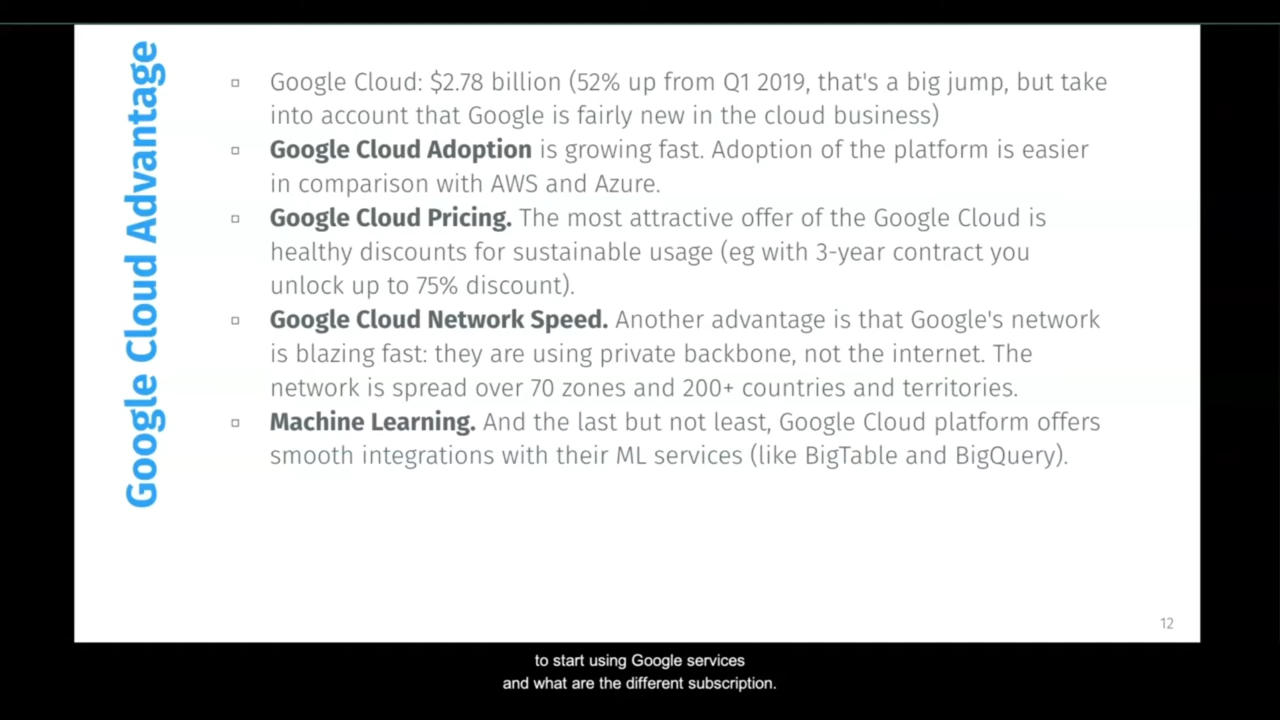 Google Cloud Advantage
▫ Google Cloud: $2.78 billion (52% up from Q1 2019, that's a big jump, but take
into account that Google is fairly new in the cloud business)
▫ Google Cloud Adoption is growing fast. Adoption of the platform is easier
in comparison with AWS and Azure.
▫ Google Cloud Pricing. The most attractive offer of the Google Cloud is
healthy discounts for sustainable usage (eg with 3-year contract you
unlock up to 75% discount).
▫ Google Cloud Network Speed. Another advantage is that Google's network
is blazing fast: they are using private backbone, not the internet. The
network is spread over 70 zones and 200+ countries and territories.
▫ Machine Learning. And the last but not least, Google Cloud platform offers
smooth integrations with their ML services (like BigTable and BigQuery).
12
to start using Google services
and what are the different subscription.